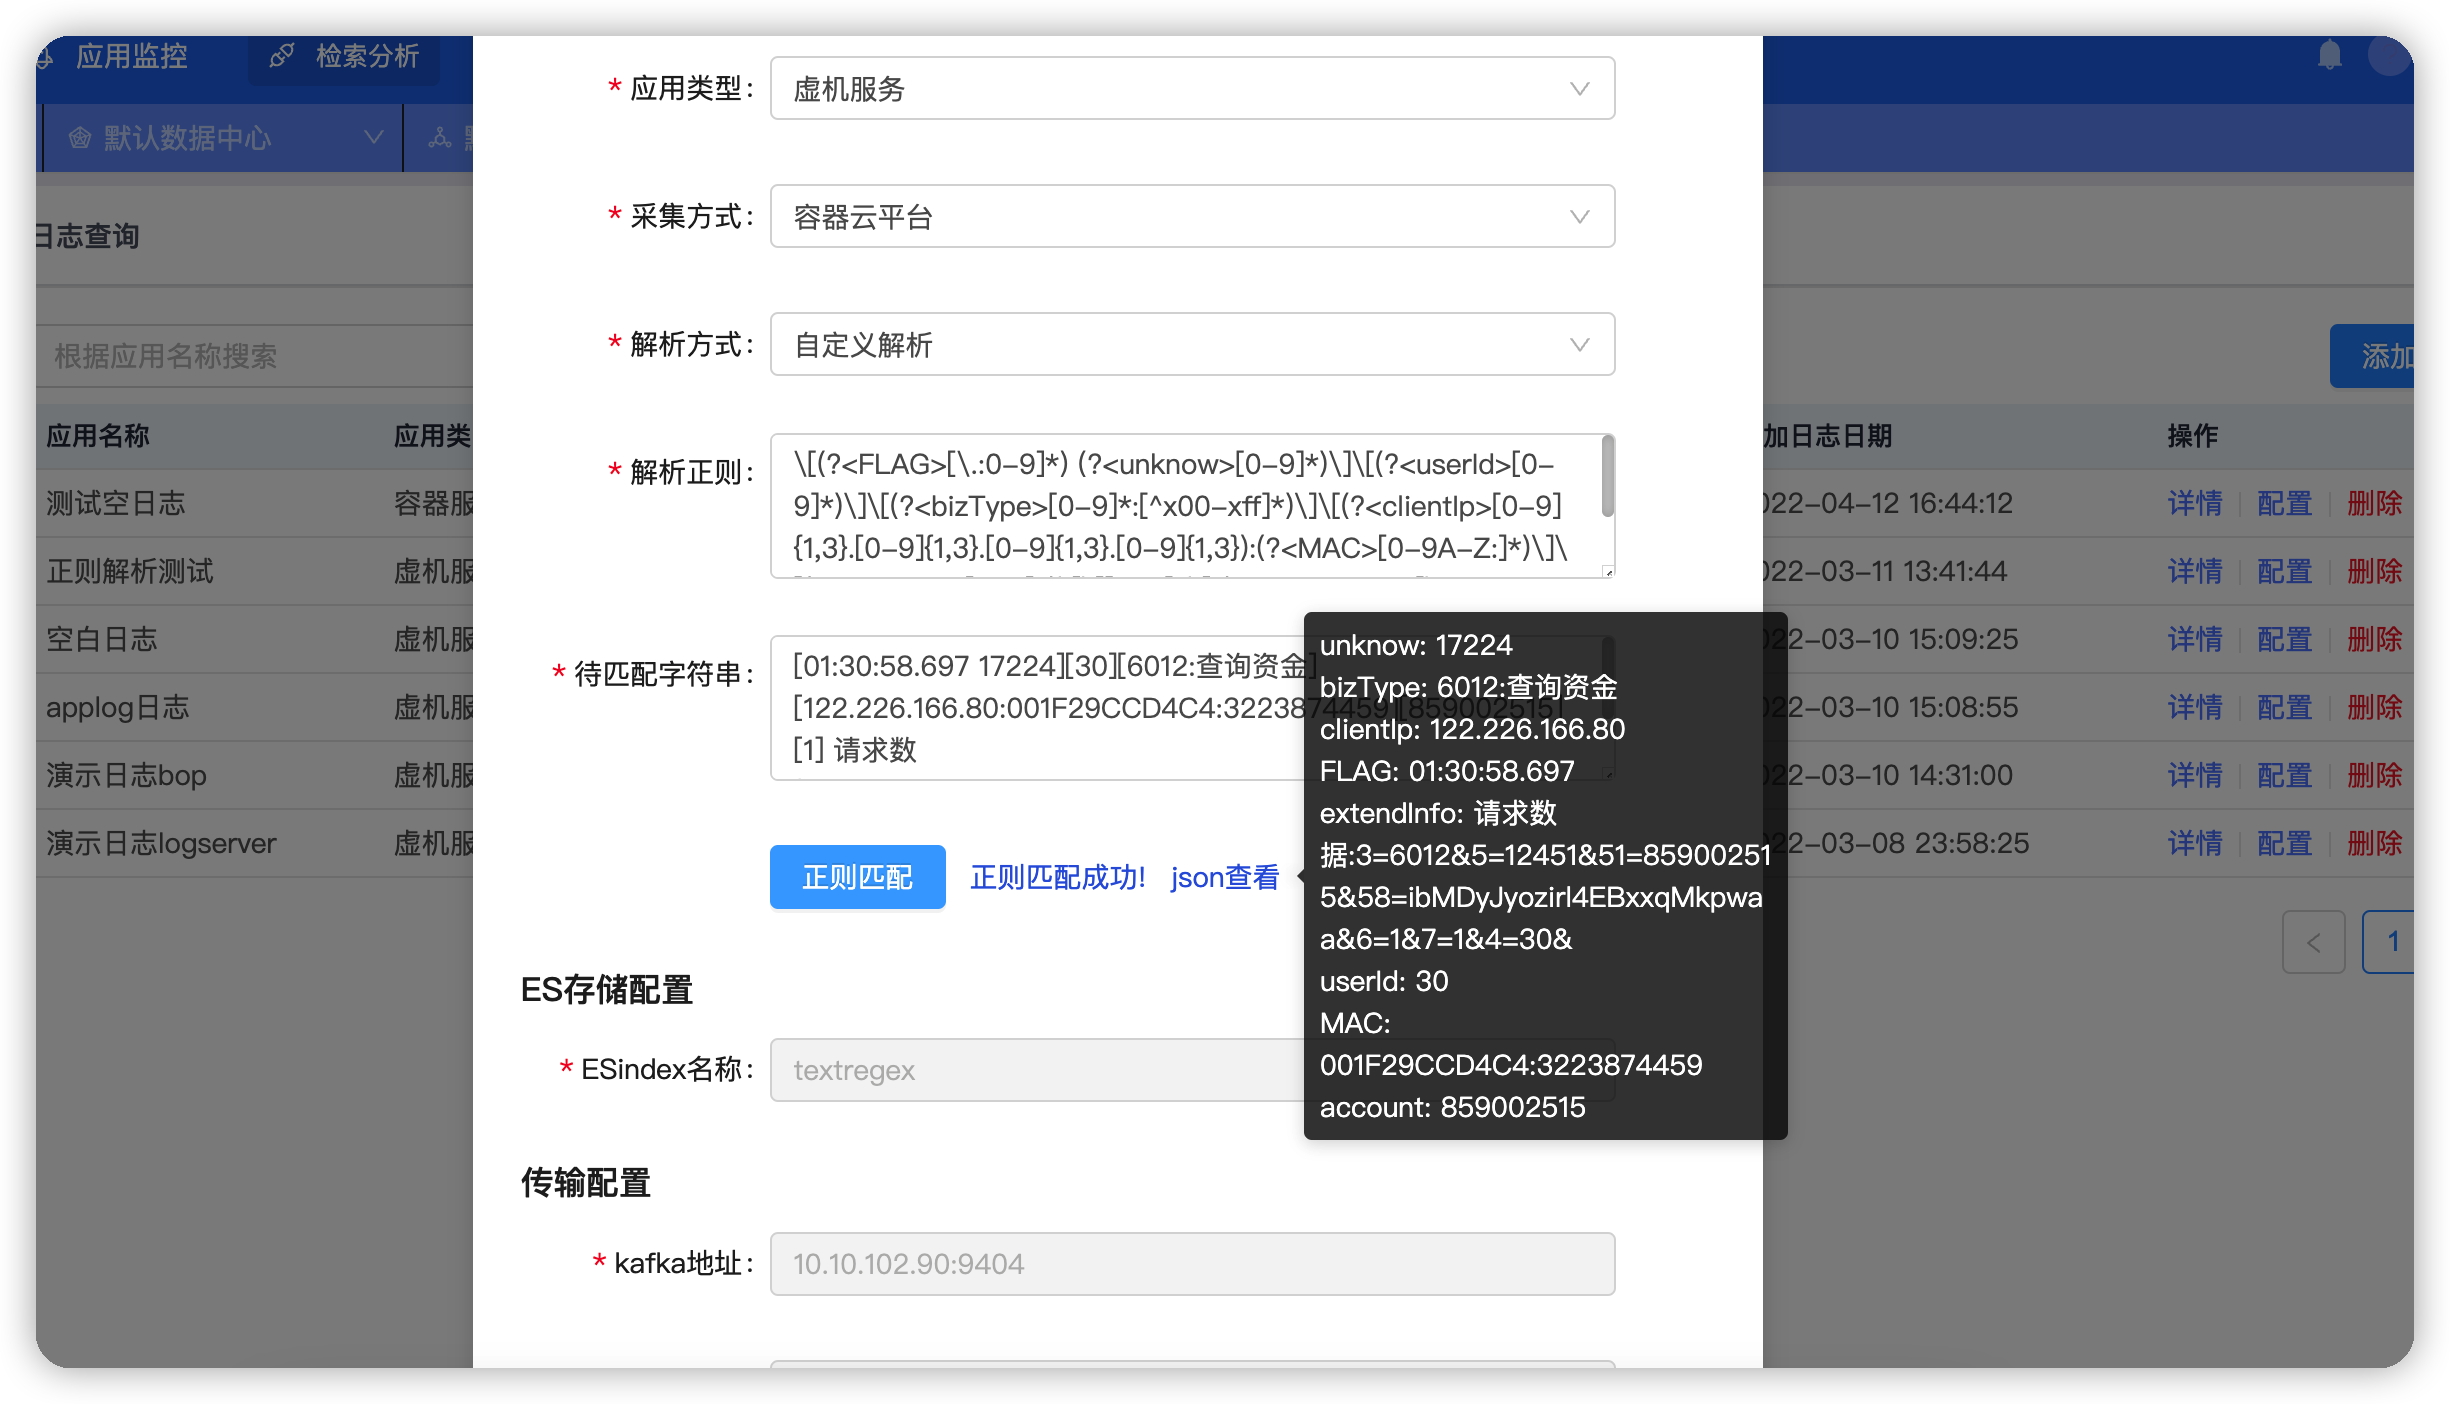 应用监控
检索分析
默认数据中心
日志查询
根据应用名称搜索
添加
应用名称 应用类
加日志日期 操作
测试空日志 容器服
022-04-12 16:44:12 详情 配置 删除
正则解析测试 虚机服
022-03-11 13:41:44 详情 配置 删除
空白日志 虚机服
022-03-10 15:09:25 详情 配置 删除
applog日志 虚机服
022-03-10 15:08:55 详情 配置 删除
演示日志bop 虚机服
022-03-10 14:31:00 详情 配置 删除
演示日志logserver 虚机服
022-03-08 23:58:25 详情 配置 删除
< 1
* 应用类型: 虚机服务
* 采集方式: 容器云平台
* 解析方式: 自定义解析
* 解析正则:
\[(?<FLAG>[\.:0-9]*) (?<unknow>[0-9]*)\]\[(?<userId>[0-
9]*)\]\[(?<bizType>[0-9]*:[^x00-xff]*)\]\[(?<clientIp>[0-9]
{1,3}.[0-9]{1,3}.[0-9]{1,3}.[0-9]{1,3}):(?<MAC>[0-9A-Z:]*)\]\
* 待匹配字符串:
[01:30:58.697 17224][30][6012:查询资金]
[122.226.166.80:001F29CCD4C4:3223874459][859002515]
[1] 请求数
正则匹配 正则匹配成功! json查看
unknow: 17224
bizType: 6012:查询资金
clientIp: 122.226.166.80
FLAG: 01:30:58.697
extendInfo: 请求数
据:3=6012&5=12451&51=85900251
5&58=ibMDyJyozirl4EBxxqMkpwa
a&6=1&7=1&4=30&
userId: 30
MAC:
001F29CCD4C4:3223874459
account: 859002515
ES存储配置
* ESindex名称: textregex
传输配置
* kafka地址: 10.10.102.90:9404